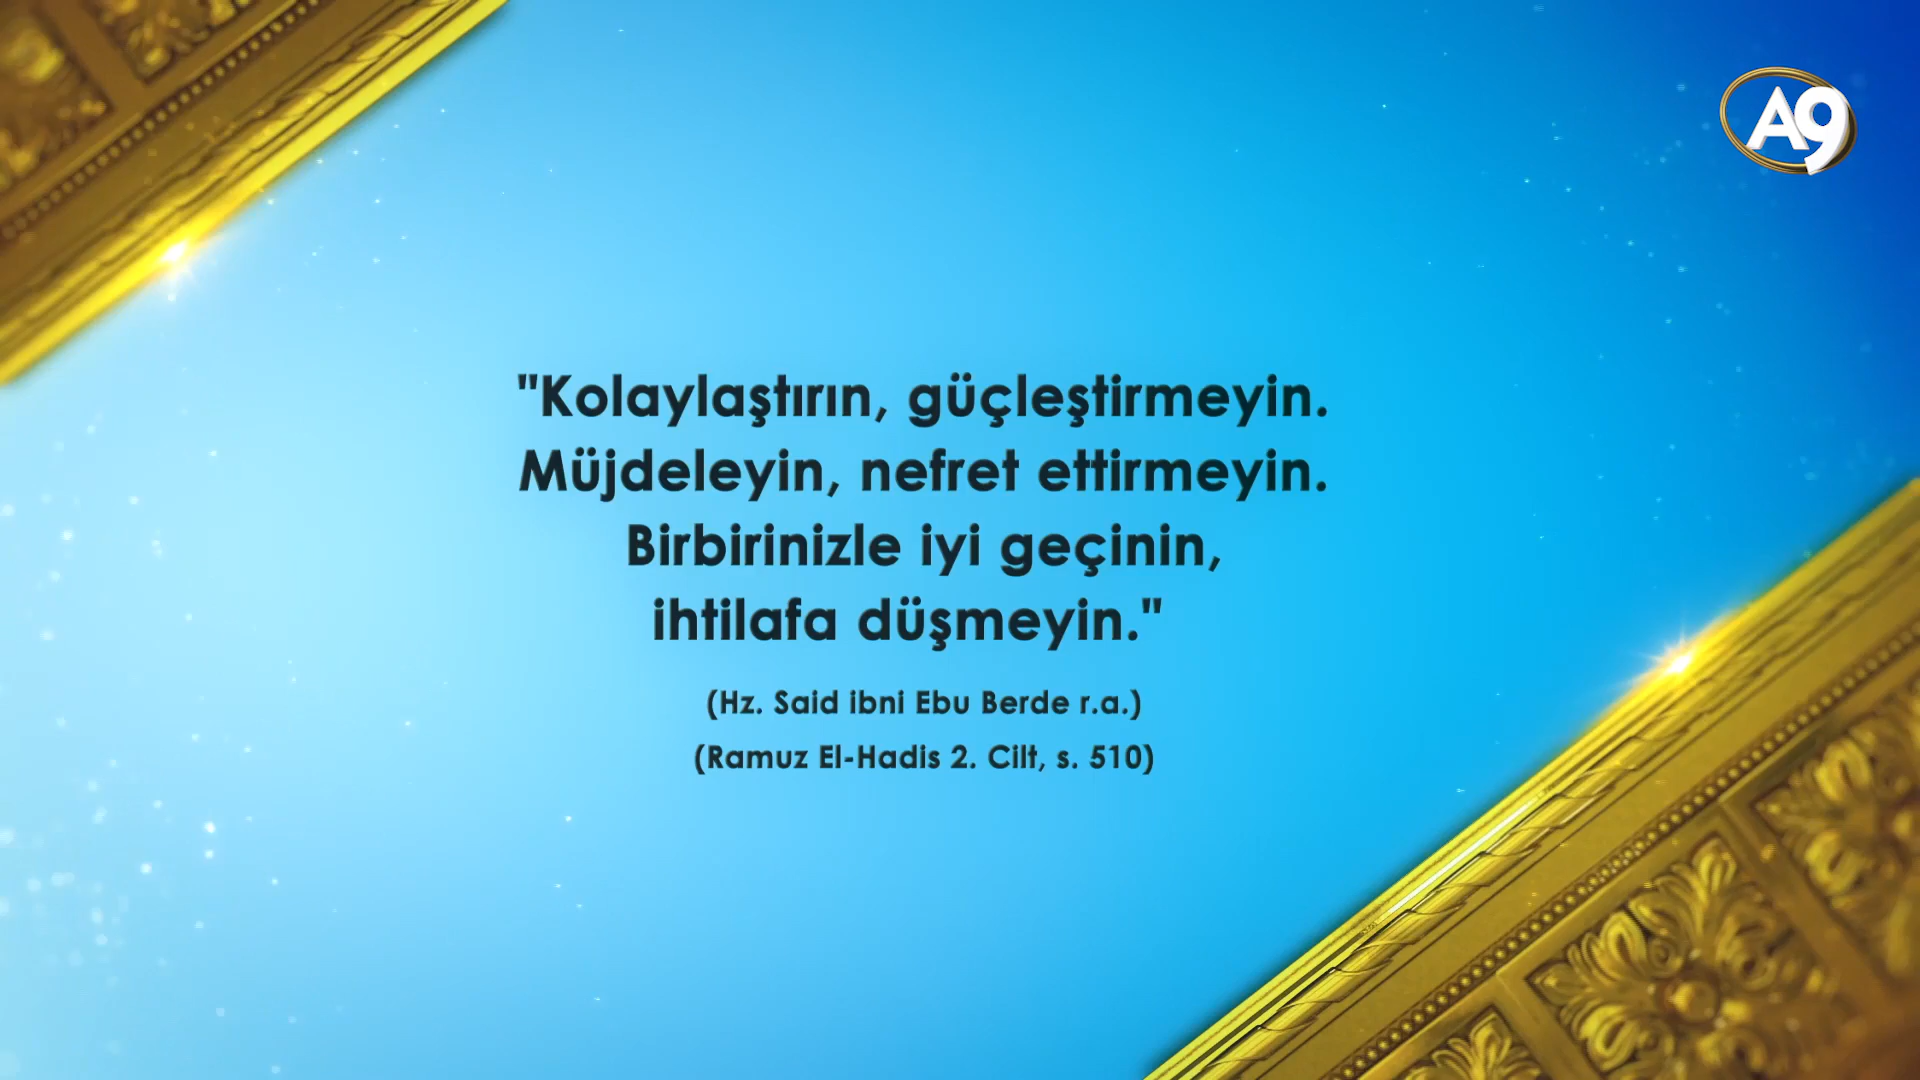 A9
"Kolaylaştırın, güçleştirmeyin.
Müjdeleyin, nefret ettirmeyin.
Birbirinizle iyi geçinin,
ihtilafa düşmeyin."
(Hz. Said ibni Ebu Berde r.a.)
(Ramuz El-Hadis 2. Cilt, s. 510)